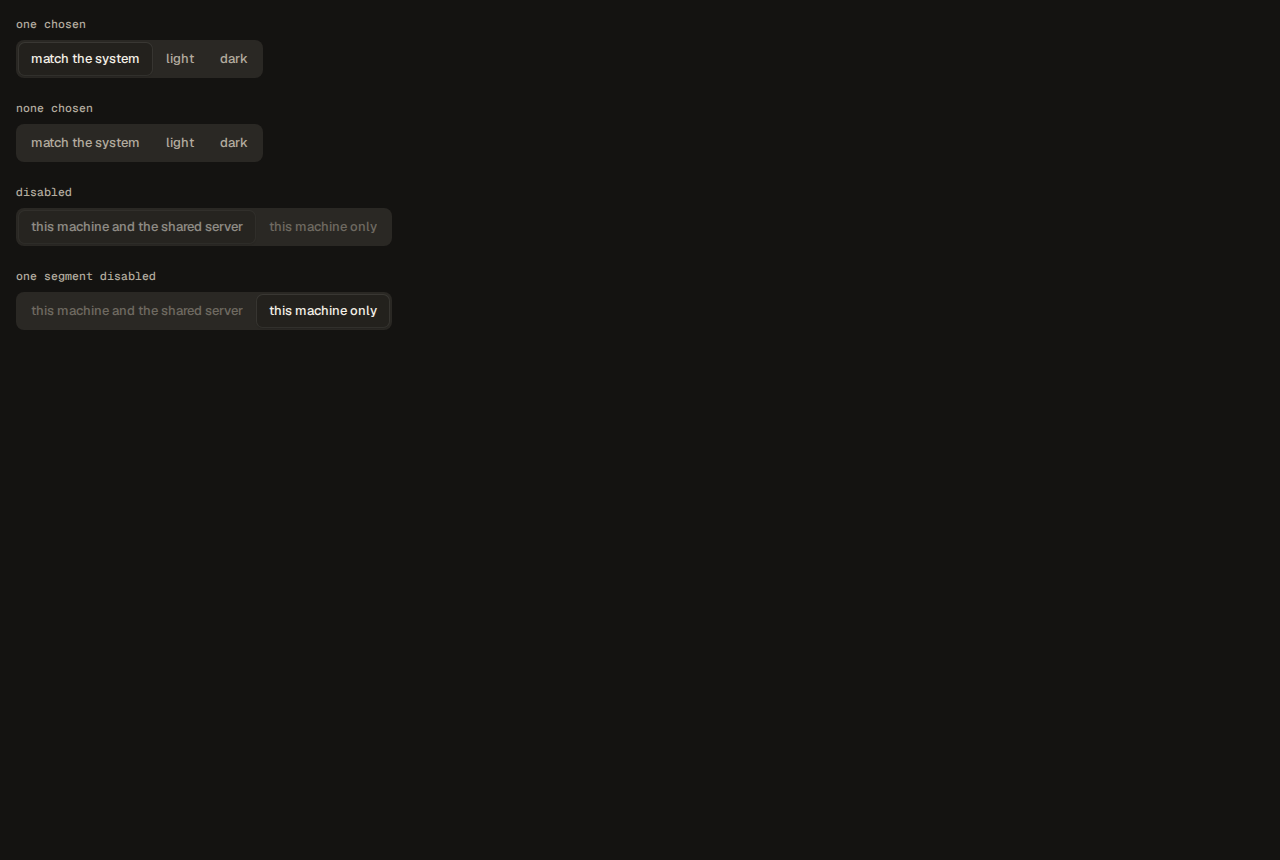 one chosen
match the system light dark
none chosen
match the system light dark
disabled
this machine and the shared server this machine only
one segment disabled
this machine and the shared server this machine only